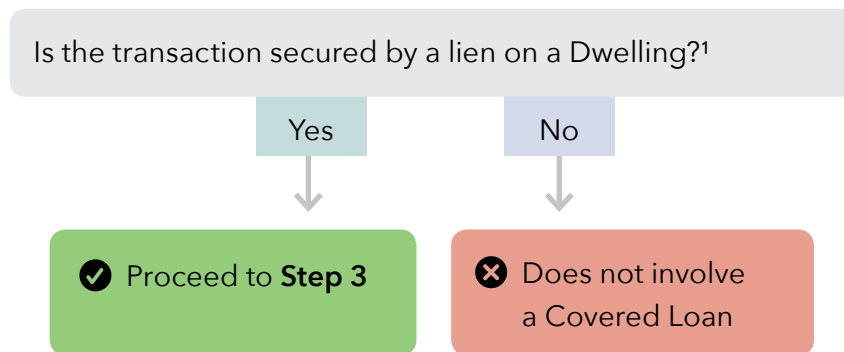 Is the transaction secured by a lien on a Dwelling?¹
Yes
No
Proceed to Step 3
Does not involve
a Covered Loan